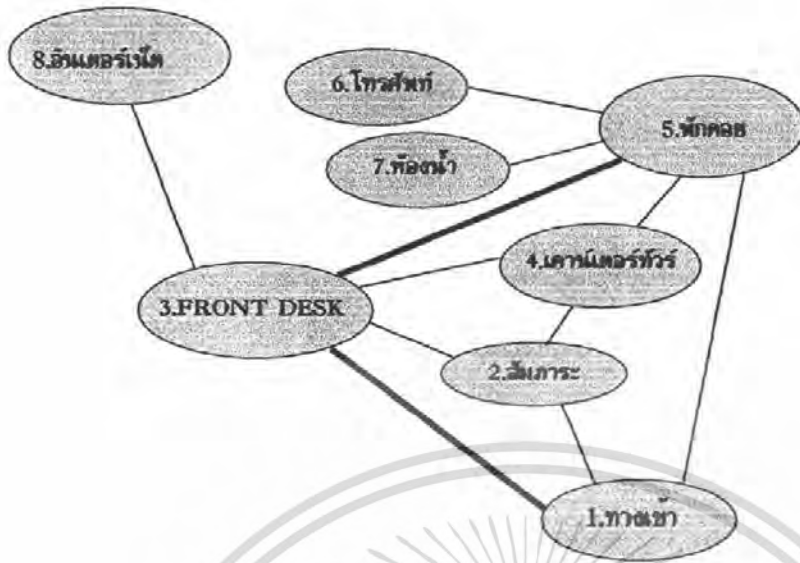 8.อินเตอร์เน็ต
6.โทรศัพท์
5.พักคอย
7.ห้องน้ำ
4.เคาน์เตอร์ทัวร์
3.FRONT DESK
2.สัมภาระ
1.ทางเข้า